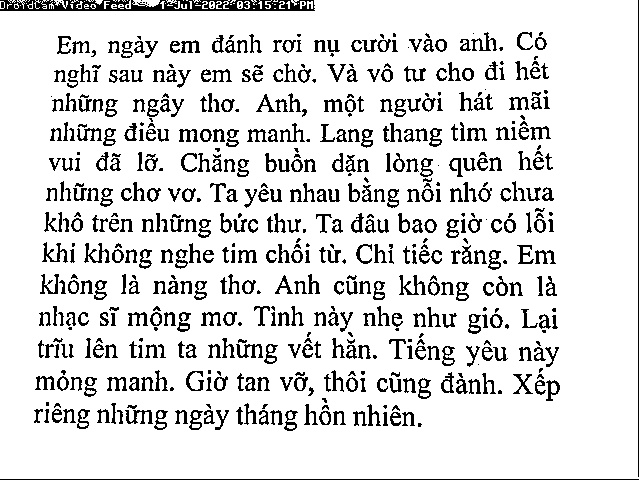 DroidCam Video Feed 1-Jul-2022 03:15:21 PM
Em, ngày em đánh rơi nụ cười vào anh. Có
nghĩ sau này em sẽ chờ. Và vô tư cho đi hết
những ngây thơ. Anh, một người hát mãi
những điều mong manh. Lang thang tìm niềm
vui đã lỡ. Chẳng buồn dặn lòng quên hết
những chơ vơ. Ta yêu nhau bằng nỗi nhớ chưa
khô trên những bức thư. Ta đâu bao giờ có lỗi
khi không nghe tim chối từ. Chỉ tiếc rằng. Em
không là nàng thơ. Anh cũng không còn là
nhạc sĩ mộng mơ. Tình này nhẹ như gió. Lại
trĩu lên tim ta những vết hằn. Tiếng yêu này
mỏng manh. Giờ tan vỡ, thôi cũng đành. Xếp
riêng những ngày tháng hồn nhiên.